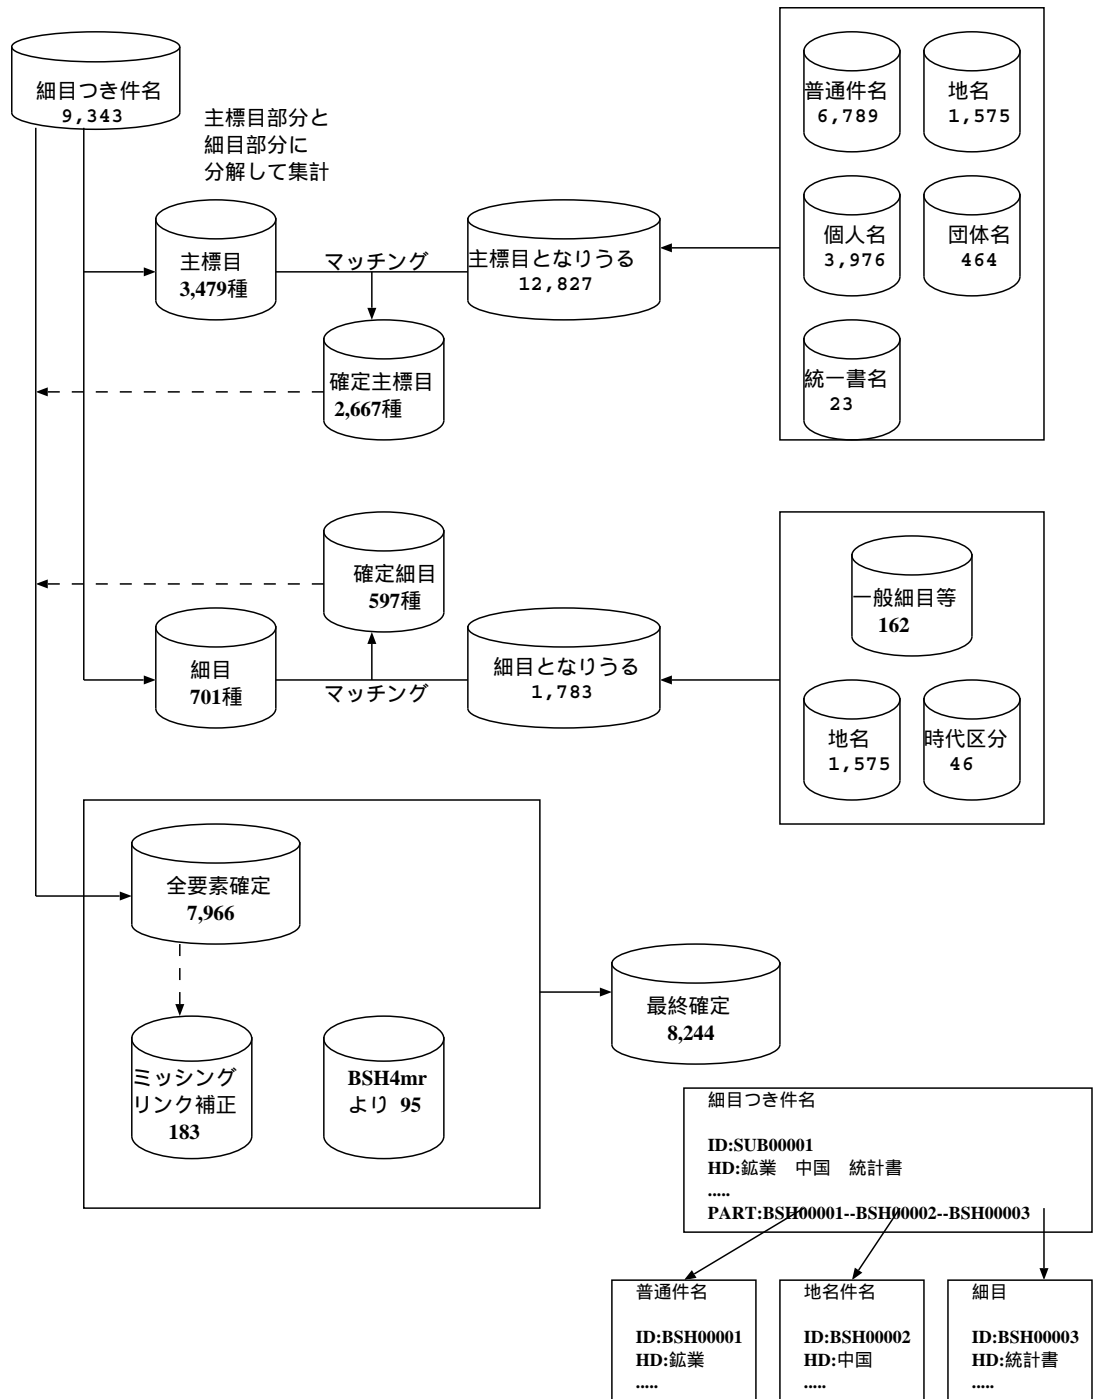 細目つき件名
9,343
主標目部分と
細目部分に
分解して集計
普通件名
6,789
地名
1,575
個人名
3,976
団体名
464
統一書名
23
主標目
3,479種
マッチング
主標目となりうる
12,827
確定主標目
2,667種
確定細目
597種
細目
701種
マッチング
細目となりうる
1,783
一般細目等
162
地名
1,575
時代区分
46
全要素確定
7,966
ミッシング
リンク補正
183
BSH4mr
より 95
最終確定
8,244
細目つき件名
ID:SUB00001
HD:鉱業　中国　統計書
.....
PART:BSH00001--BSH00002--BSH00003
普通件名
ID:BSH00001
HD:鉱業
.....
地名件名
ID:BSH00002
HD:中国
.....
細目
ID:BSH00003
HD:統計書
.....